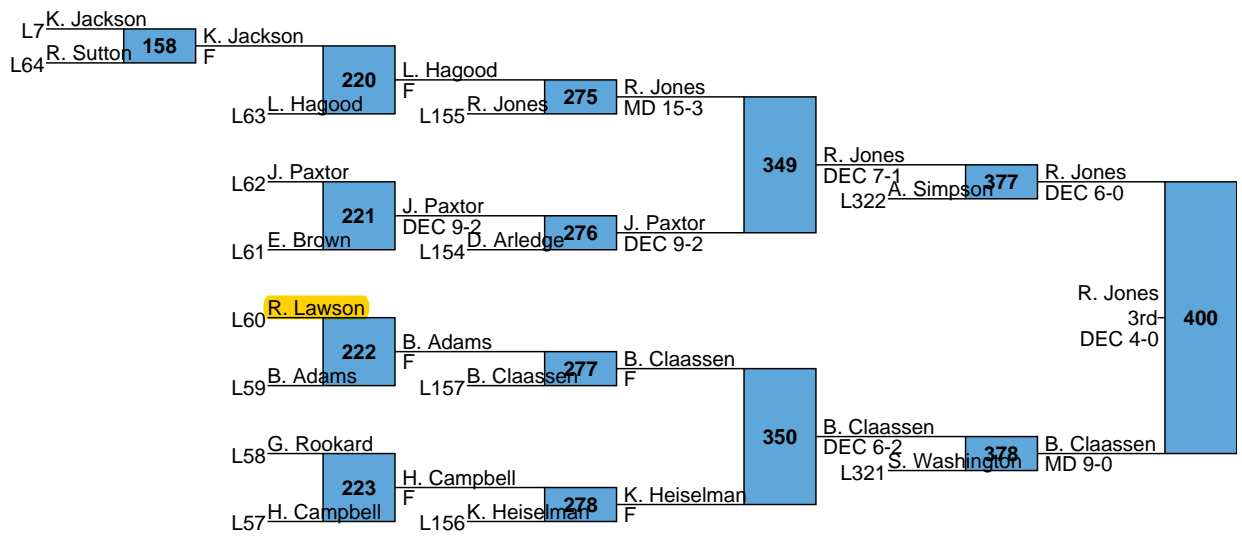 K. Jackson
L7
158
R. Sutton
L64
K. Jackson
F
220
L. Hagood
L63
L. Hagood
F
275
R. Jones
L155
R. Jones
MD 15-3
349
J. Paxtor
L62
221
E. Brown
L61
J. Paxtor
DEC 9-2
276
D. Arledge
L154
J. Paxtor
DEC 9-2
R. Jones
DEC 7-1
377
A. Simpson
L322
R. Jones
DEC 6-0
R. Lawson
L60
222
B. Adams
L59
B. Adams
F
277
B. Claassen
L157
B. Claassen
F
350
G. Rookard
L58
223
H. Campbell
L57
H. Campbell
F
278
K. Heiselman
L156
K. Heiselman
F
B. Claassen
DEC 6-2
378
S. Washington
L321
B. Claassen
MD 9-0
R. Jones
3rd
DEC 4-0
400